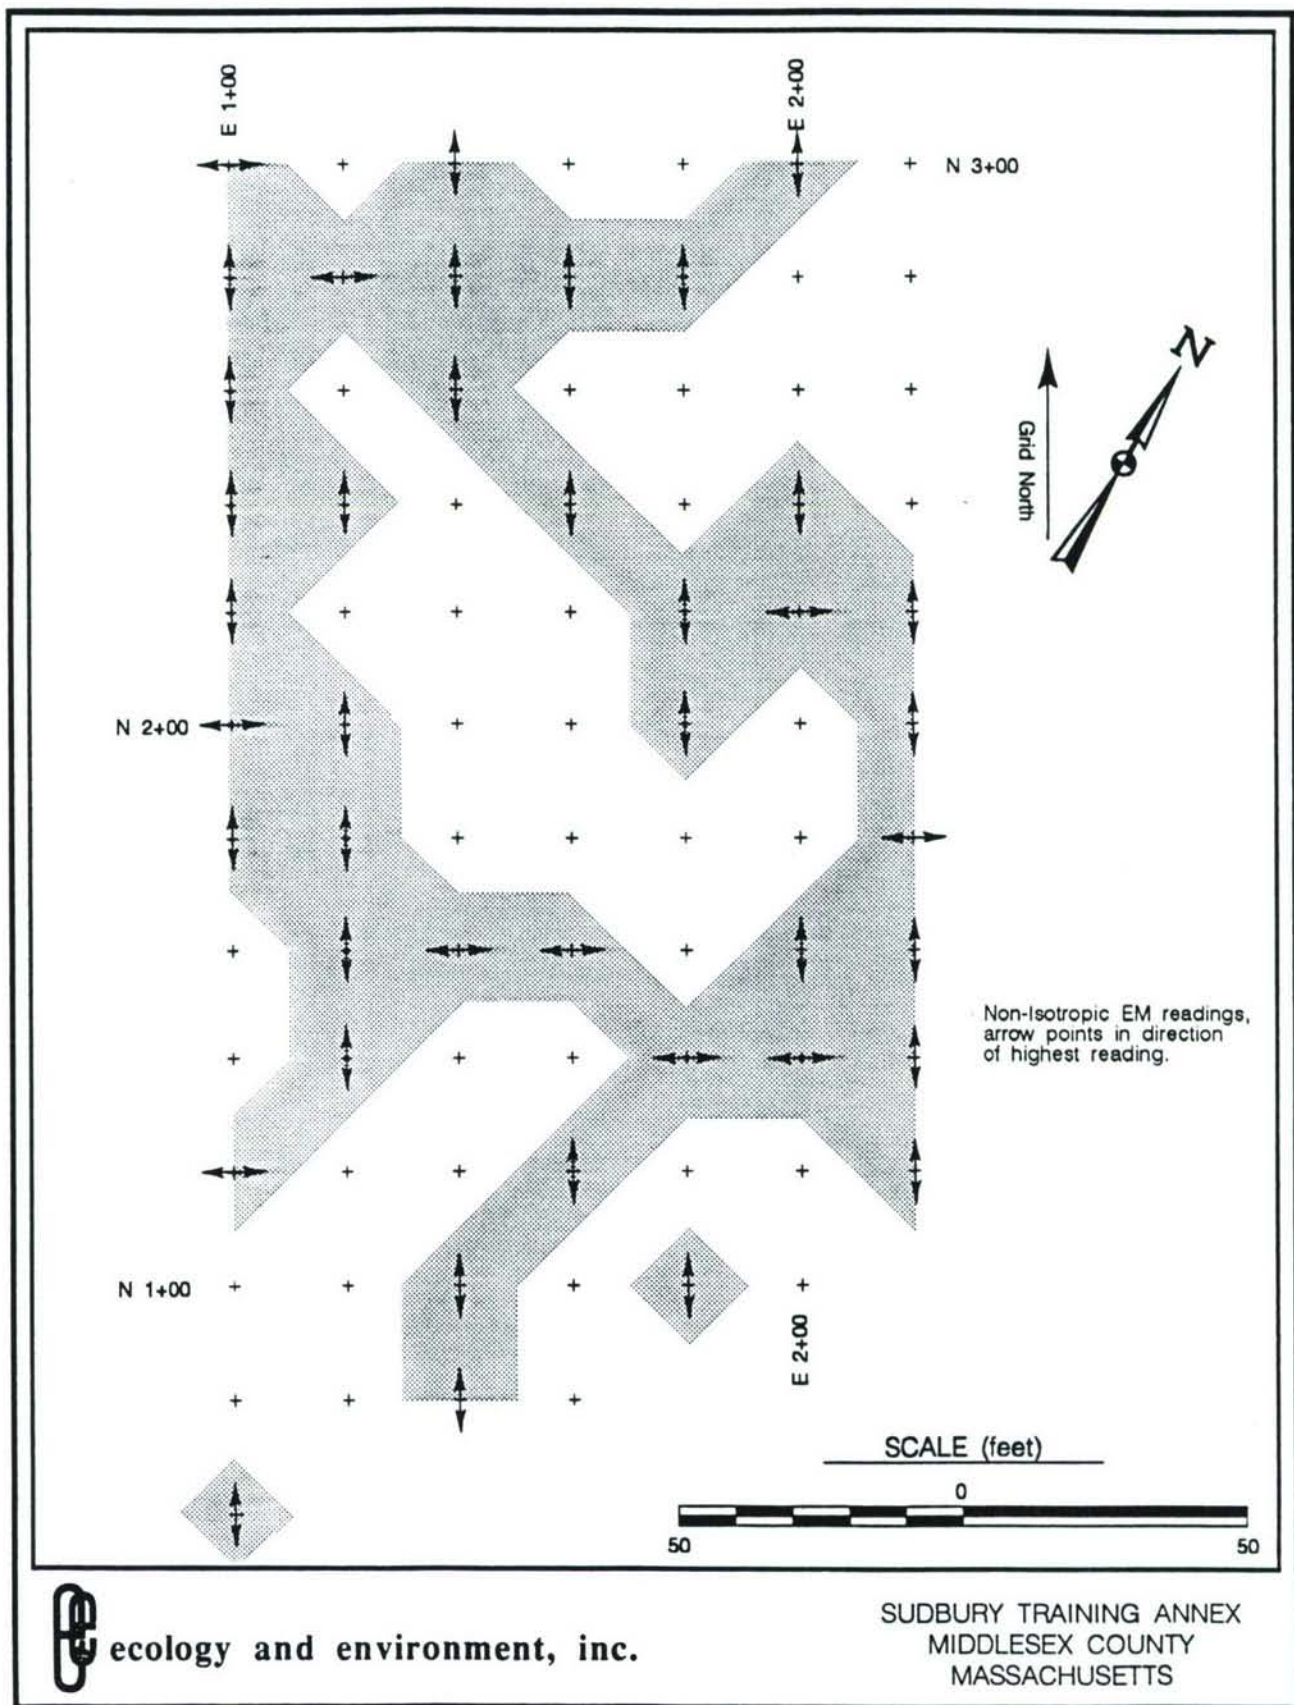 E 1+00
E 2+00
N 3+00
N
Grid North
N 2+00
Non-Isotropic EM readings,
arrow points in direction
of highest reading.
N 1+00
E 2+00
SCALE (feet)
0
50
50
ecology and environment, inc.
SUDBURY TRAINING ANNEX
MIDDLESEX COUNTY
MASSACHUSETTS